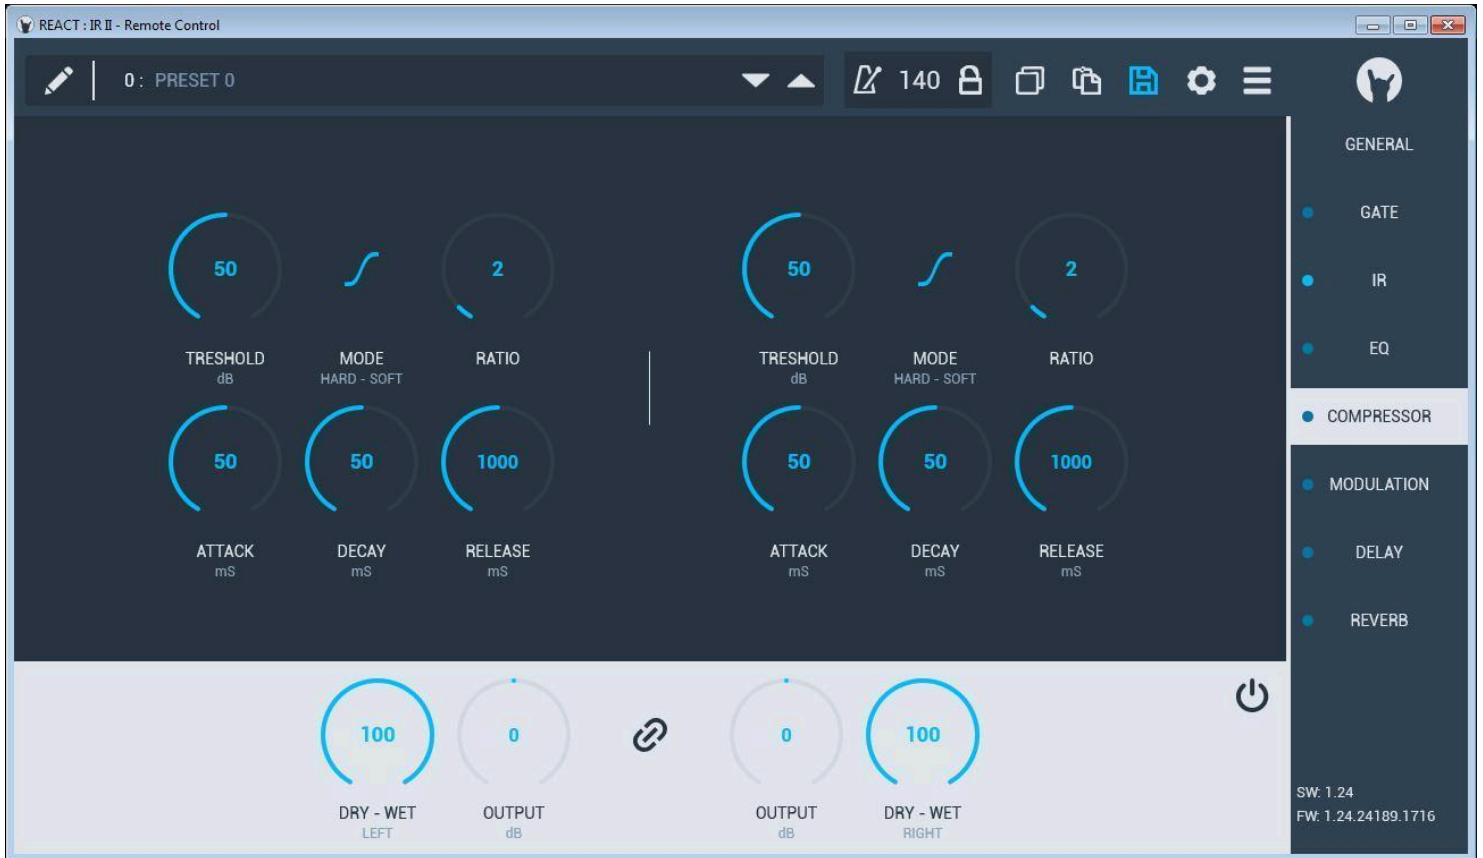 REACT : IR II - Remote Control
0 : PRESET 0
140
GENERAL
GATE
IR
EQ
COMPRESSOR
MODULATION
DELAY
REVERB
50 2 50 2
TRESHOLD MODE RATIO TRESHOLD MODE RATIO
dB HARD - SOFT dB HARD - SOFT
50 50 1000 50 50 1000
ATTACK DECAY RELEASE ATTACK DECAY RELEASE
mS mS mS mS mS mS
100 0 0 100
DRY - WET OUTPUT OUTPUT DRY - WET
LEFT dB dB RIGHT
SW: 1.24
FW: 1.24.24189.1716